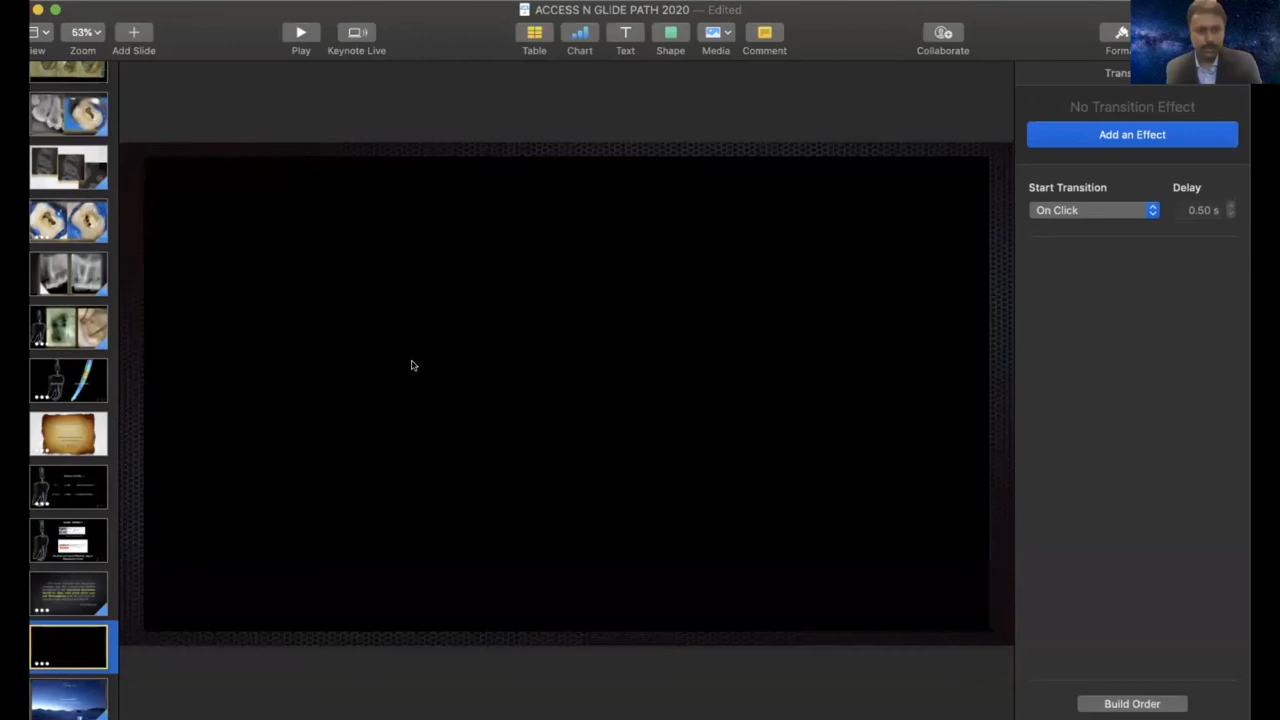 ACCESS N GLIDE PATH 2020 — Edited
53%
iew
Zoom
Add Slide
Play
Keynote Live
Table
Chart
Text
Shape
Media
Comment
Collaborate
Forma
Trans
No Transition Effect
Add an Effect
Start Transition
Delay
On Click
0.50 s
Build Order